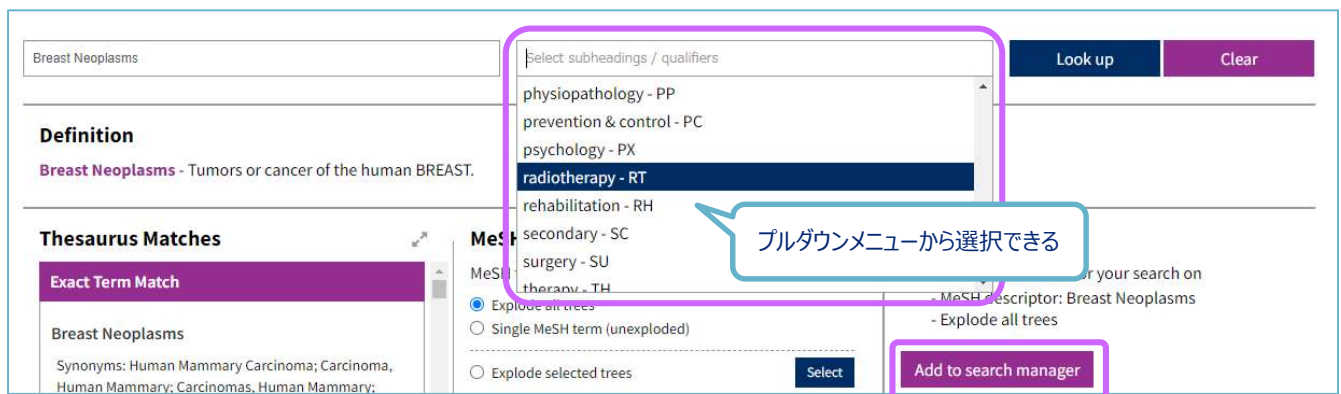 Breast Neoplasms
Select subheadings / qualifiers
Look up
Clear
physiopathology - PP
prevention & control - PC
psychology - PX
radiotherapy - RT
rehabilitation - RH
secondary - SC
surgery - SU
therapy - TH
プルダウンメニューから選択できる
Definition
Breast Neoplasms - Tumors or cancer of the human BREAST.
Thesaurus Matches
Exact Term Match
Breast Neoplasms
Synonyms: Human Mammary Carcinoma; Carcinoma,
Human Mammary; Carcinomas, Human Mammary;
MeSH
MeSH
Explode all trees
Single MeSH term (unexploded)
Explode selected trees
Select
your search on
- MeSH descriptor: Breast Neoplasms
- Explode all trees
Add to search manager